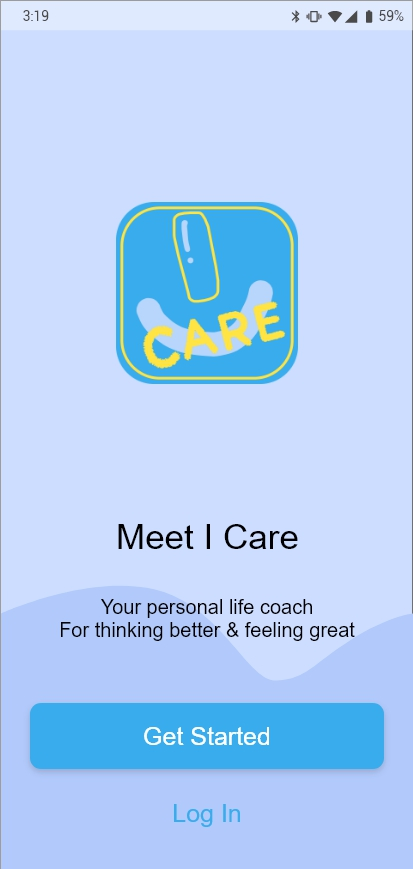 3:19 59%
CARE
Meet I Care
Your personal life coach
For thinking better & feeling great
Get Started
Log In